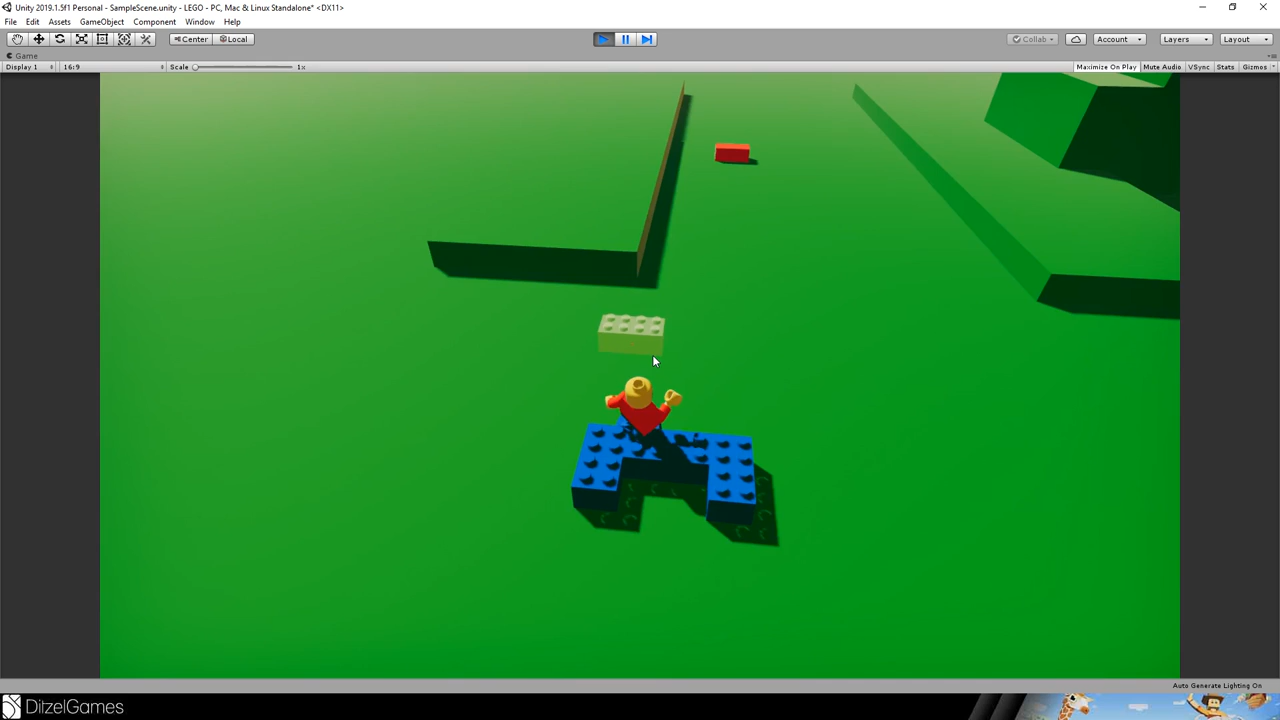 Unity 2019.1.5f1 Personal - SampleScene.unity - LEGO - PC, Mac & Linux Standalone* <DX11>
File Edit Assets GameObject Component Window Help
Center Local Collab Account Layers Layout
Game
Display 1 16:9 Scale 1x Maximize On Play Mute Audio VSync Stats Gizmos
Auto Generate Lighting On
DitzelGames